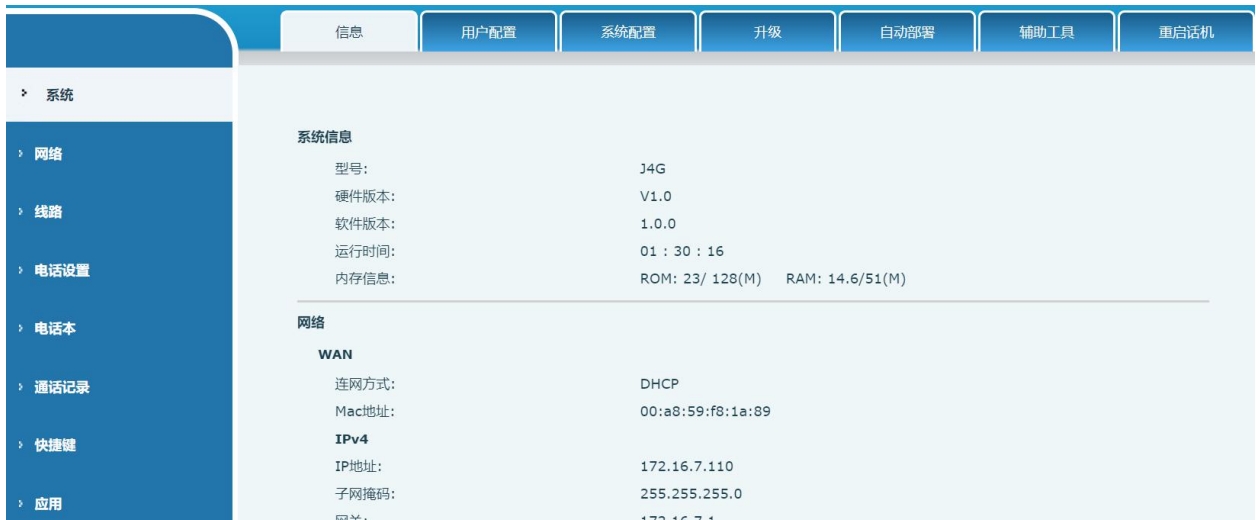 信息 用户配置 系统配置 升级 自动部署 辅助工具 重启话机
系统
网络
线路
电话设置
电话本
通话记录
快捷键
应用
系统信息
型号: J4G
硬件版本: V1.0
软件版本: 1.0.0
运行时间: 01 : 30 : 16
内存信息: ROM: 23/ 128(M) RAM: 14.6/51(M)
网络
WAN
连网方式: DHCP
Mac地址: 00:a8:59:f8:1a:89
IPv4
IP地址: 172.16.7.110
子网掩码: 255.255.255.0
网关: 172.16.7.1